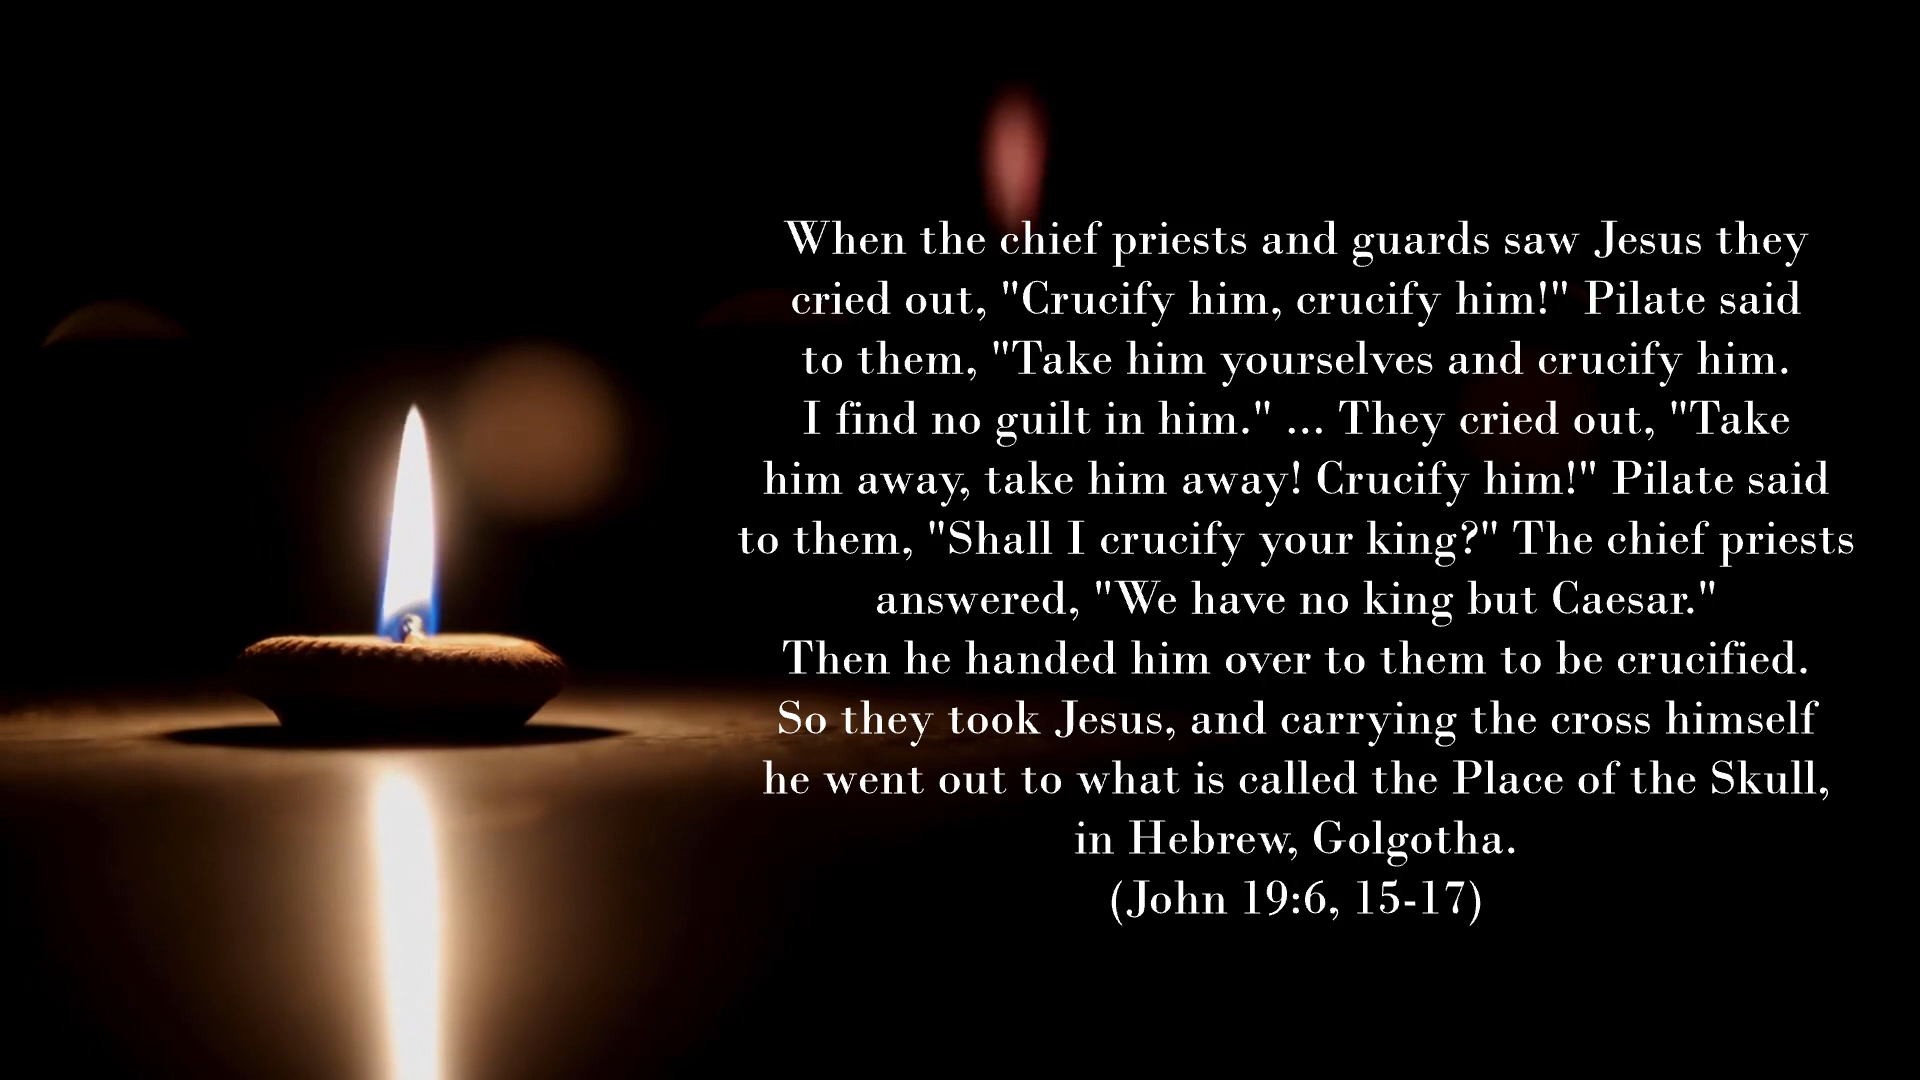 When the chief priests and guards saw Jesus they
cried out, "Crucify him, crucify him!" Pilate said
to them, "Take him yourselves and crucify him.
I find no guilt in him." ... They cried out, "Take
him away, take him away! Crucify him!" Pilate said
to them, "Shall I crucify your king?" The chief priests
answered, "We have no king but Caesar."
Then he handed him over to them to be crucified.
So they took Jesus, and carrying the cross himself
he went out to what is called the Place of the Skull,
in Hebrew, Golgotha.
(John 19:6, 15-17)